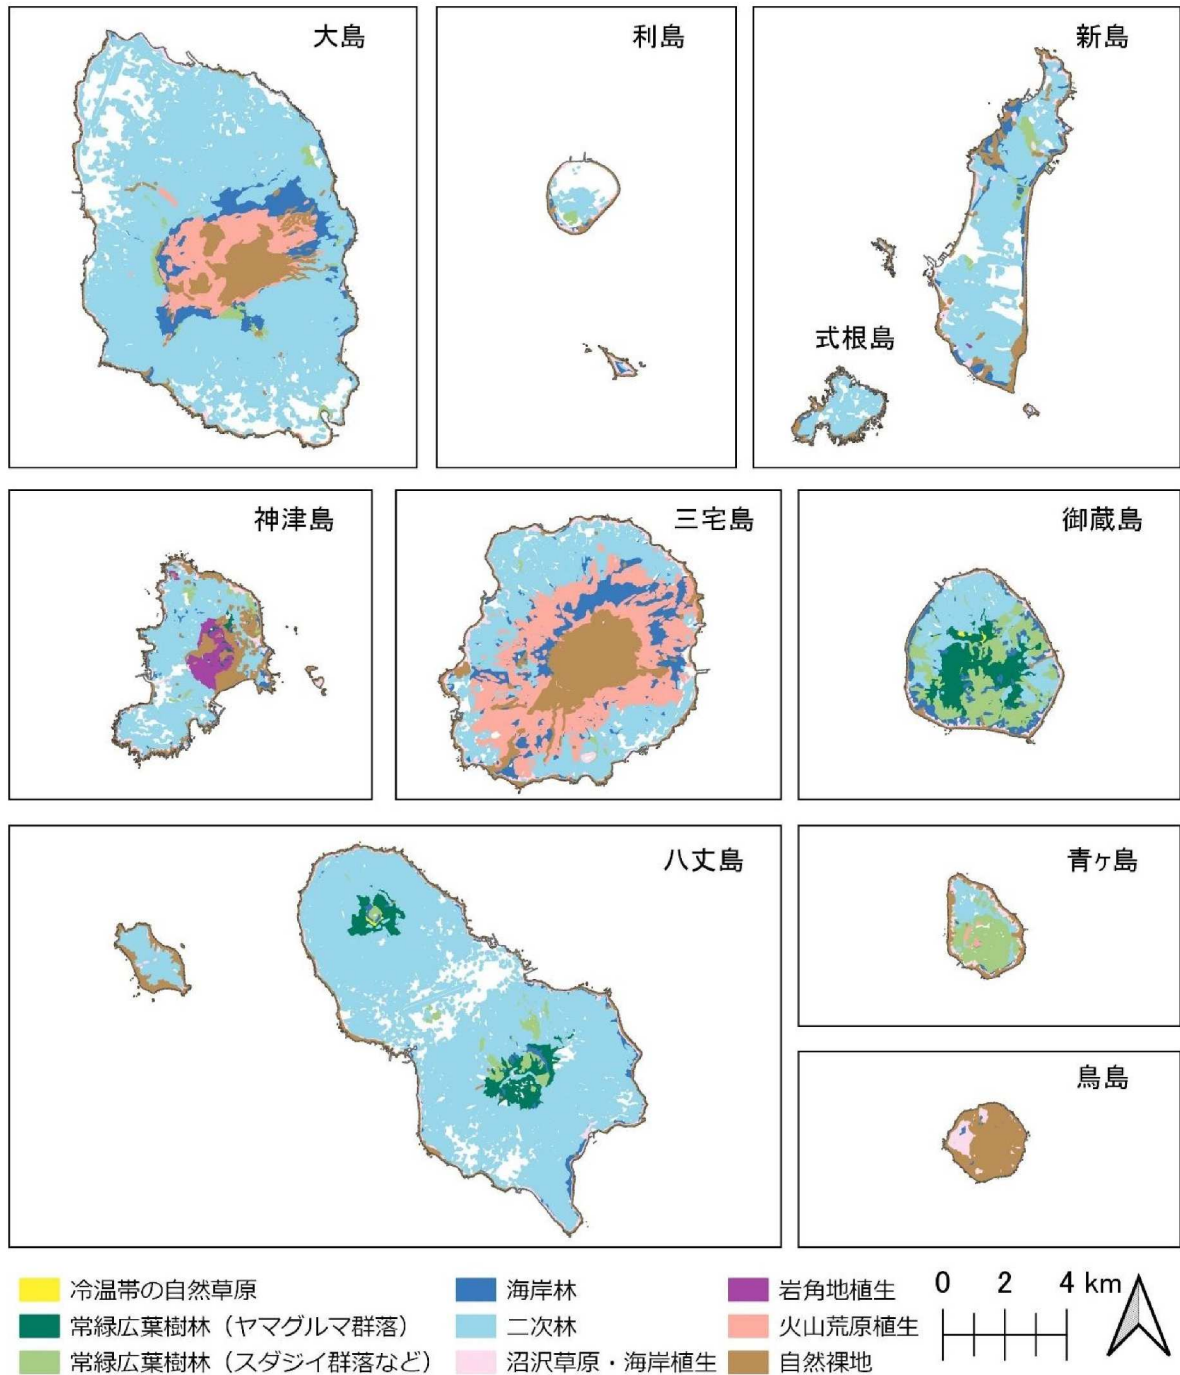 大島
利島
新島
式根島
神津島
三宅島
御蔵島
八丈島
青ヶ島
鳥島
冷温帯の自然草原
常緑広葉樹林（ヤマグルマ群落）
常緑広葉樹林（スダジイ群落など）
海岸林
二次林
沼沢草原・海岸植生
岩角地植生
火山荒原植生
自然裸地
0 2 4 km